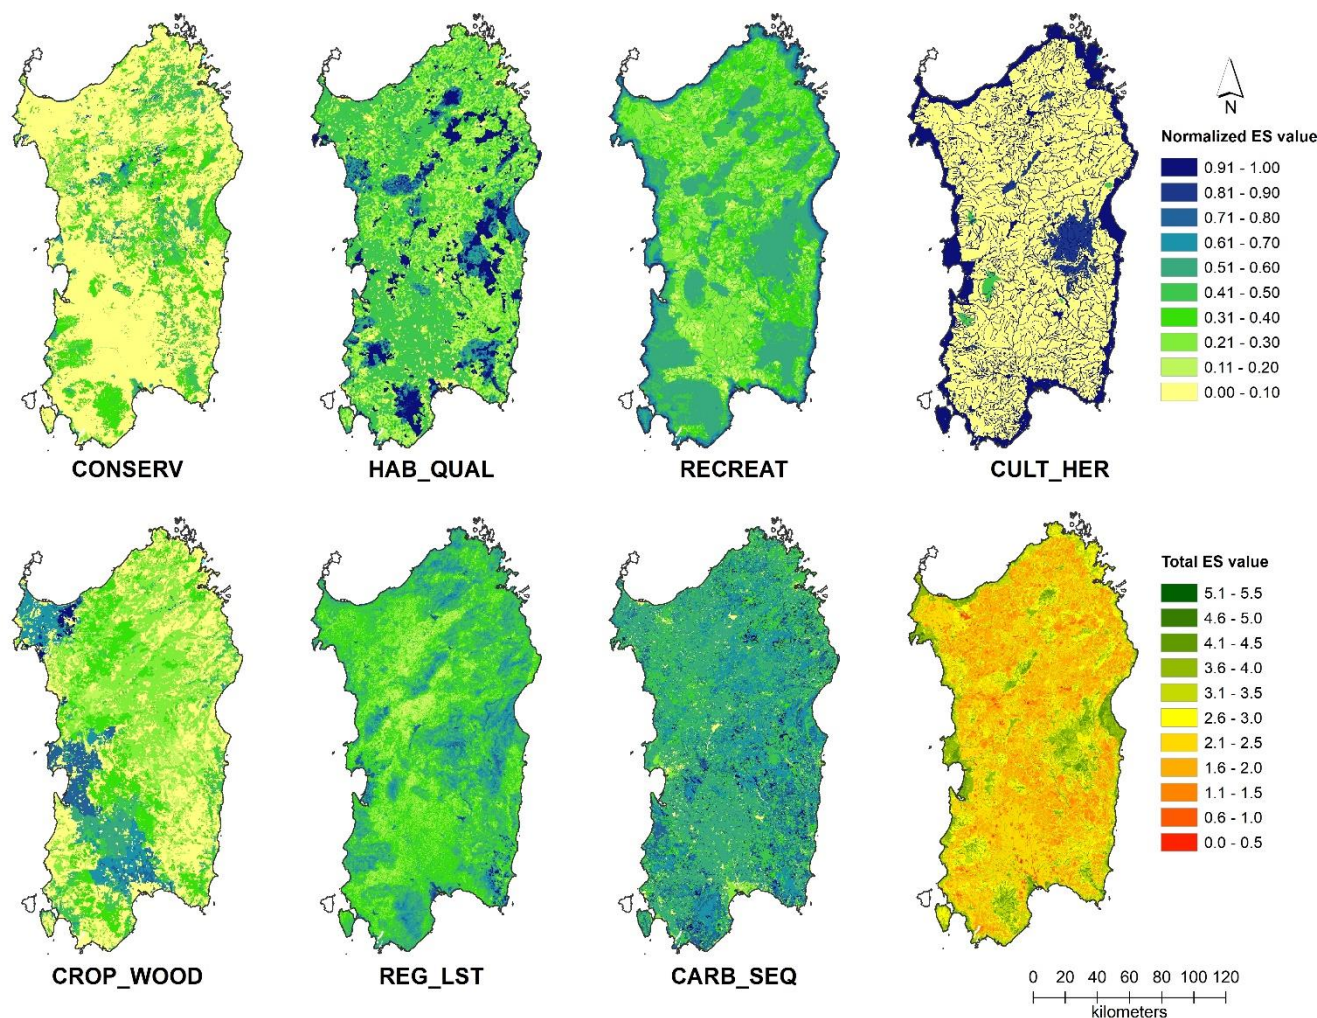 N
Normalized ES value
0.91 - 1.00
0.81 - 0.90
0.71 - 0.80
0.61 - 0.70
0.51 - 0.60
0.41 - 0.50
0.31 - 0.40
0.21 - 0.30
0.11 - 0.20
0.00 - 0.10
CONSERV
HAB_QUAL
RECREAT
CULT_HER
Total ES value
5.1 - 5.5
4.6 - 5.0
4.1 - 4.5
3.6 - 4.0
3.1 - 3.5
2.6 - 3.0
2.1 - 2.5
1.6 - 2.0
1.1 - 1.5
0.6 - 1.0
0.0 - 0.5
CROP_WOOD
REG_LST
CARB_SEQ
0 20 40 60 80 100 120
kilometers